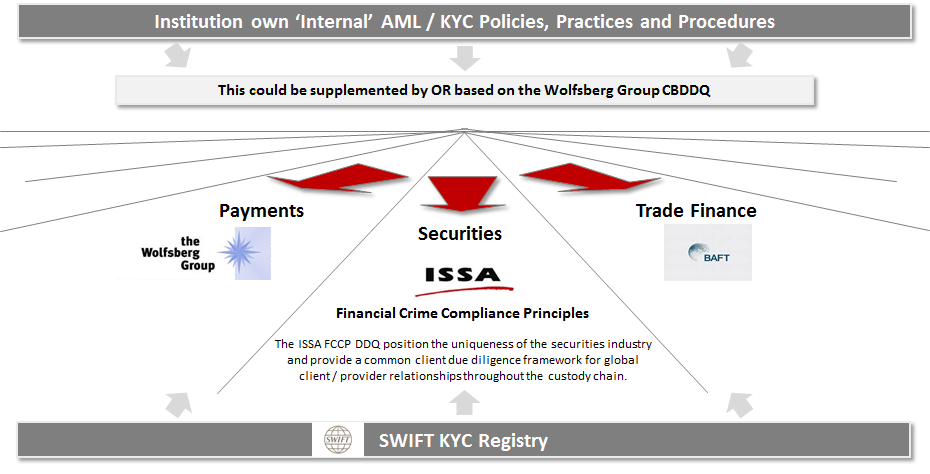 Institution own ‘Internal’ AML / KYC Policies, Practices and Procedures
This could be supplemented by OR based on the Wolfsberg Group CBDDQ
Payments
the
Wolfsberg
Group
Securities
ISSA
Financial Crime Compliance Principles
The ISSA FCCP DDQ position the uniqueness of the securities industry
and provide a common client due diligence framework for global
client / provider relationships throughout the custody chain.
Trade Finance
BAFT
SWIFT
SWIFT KYC Registry